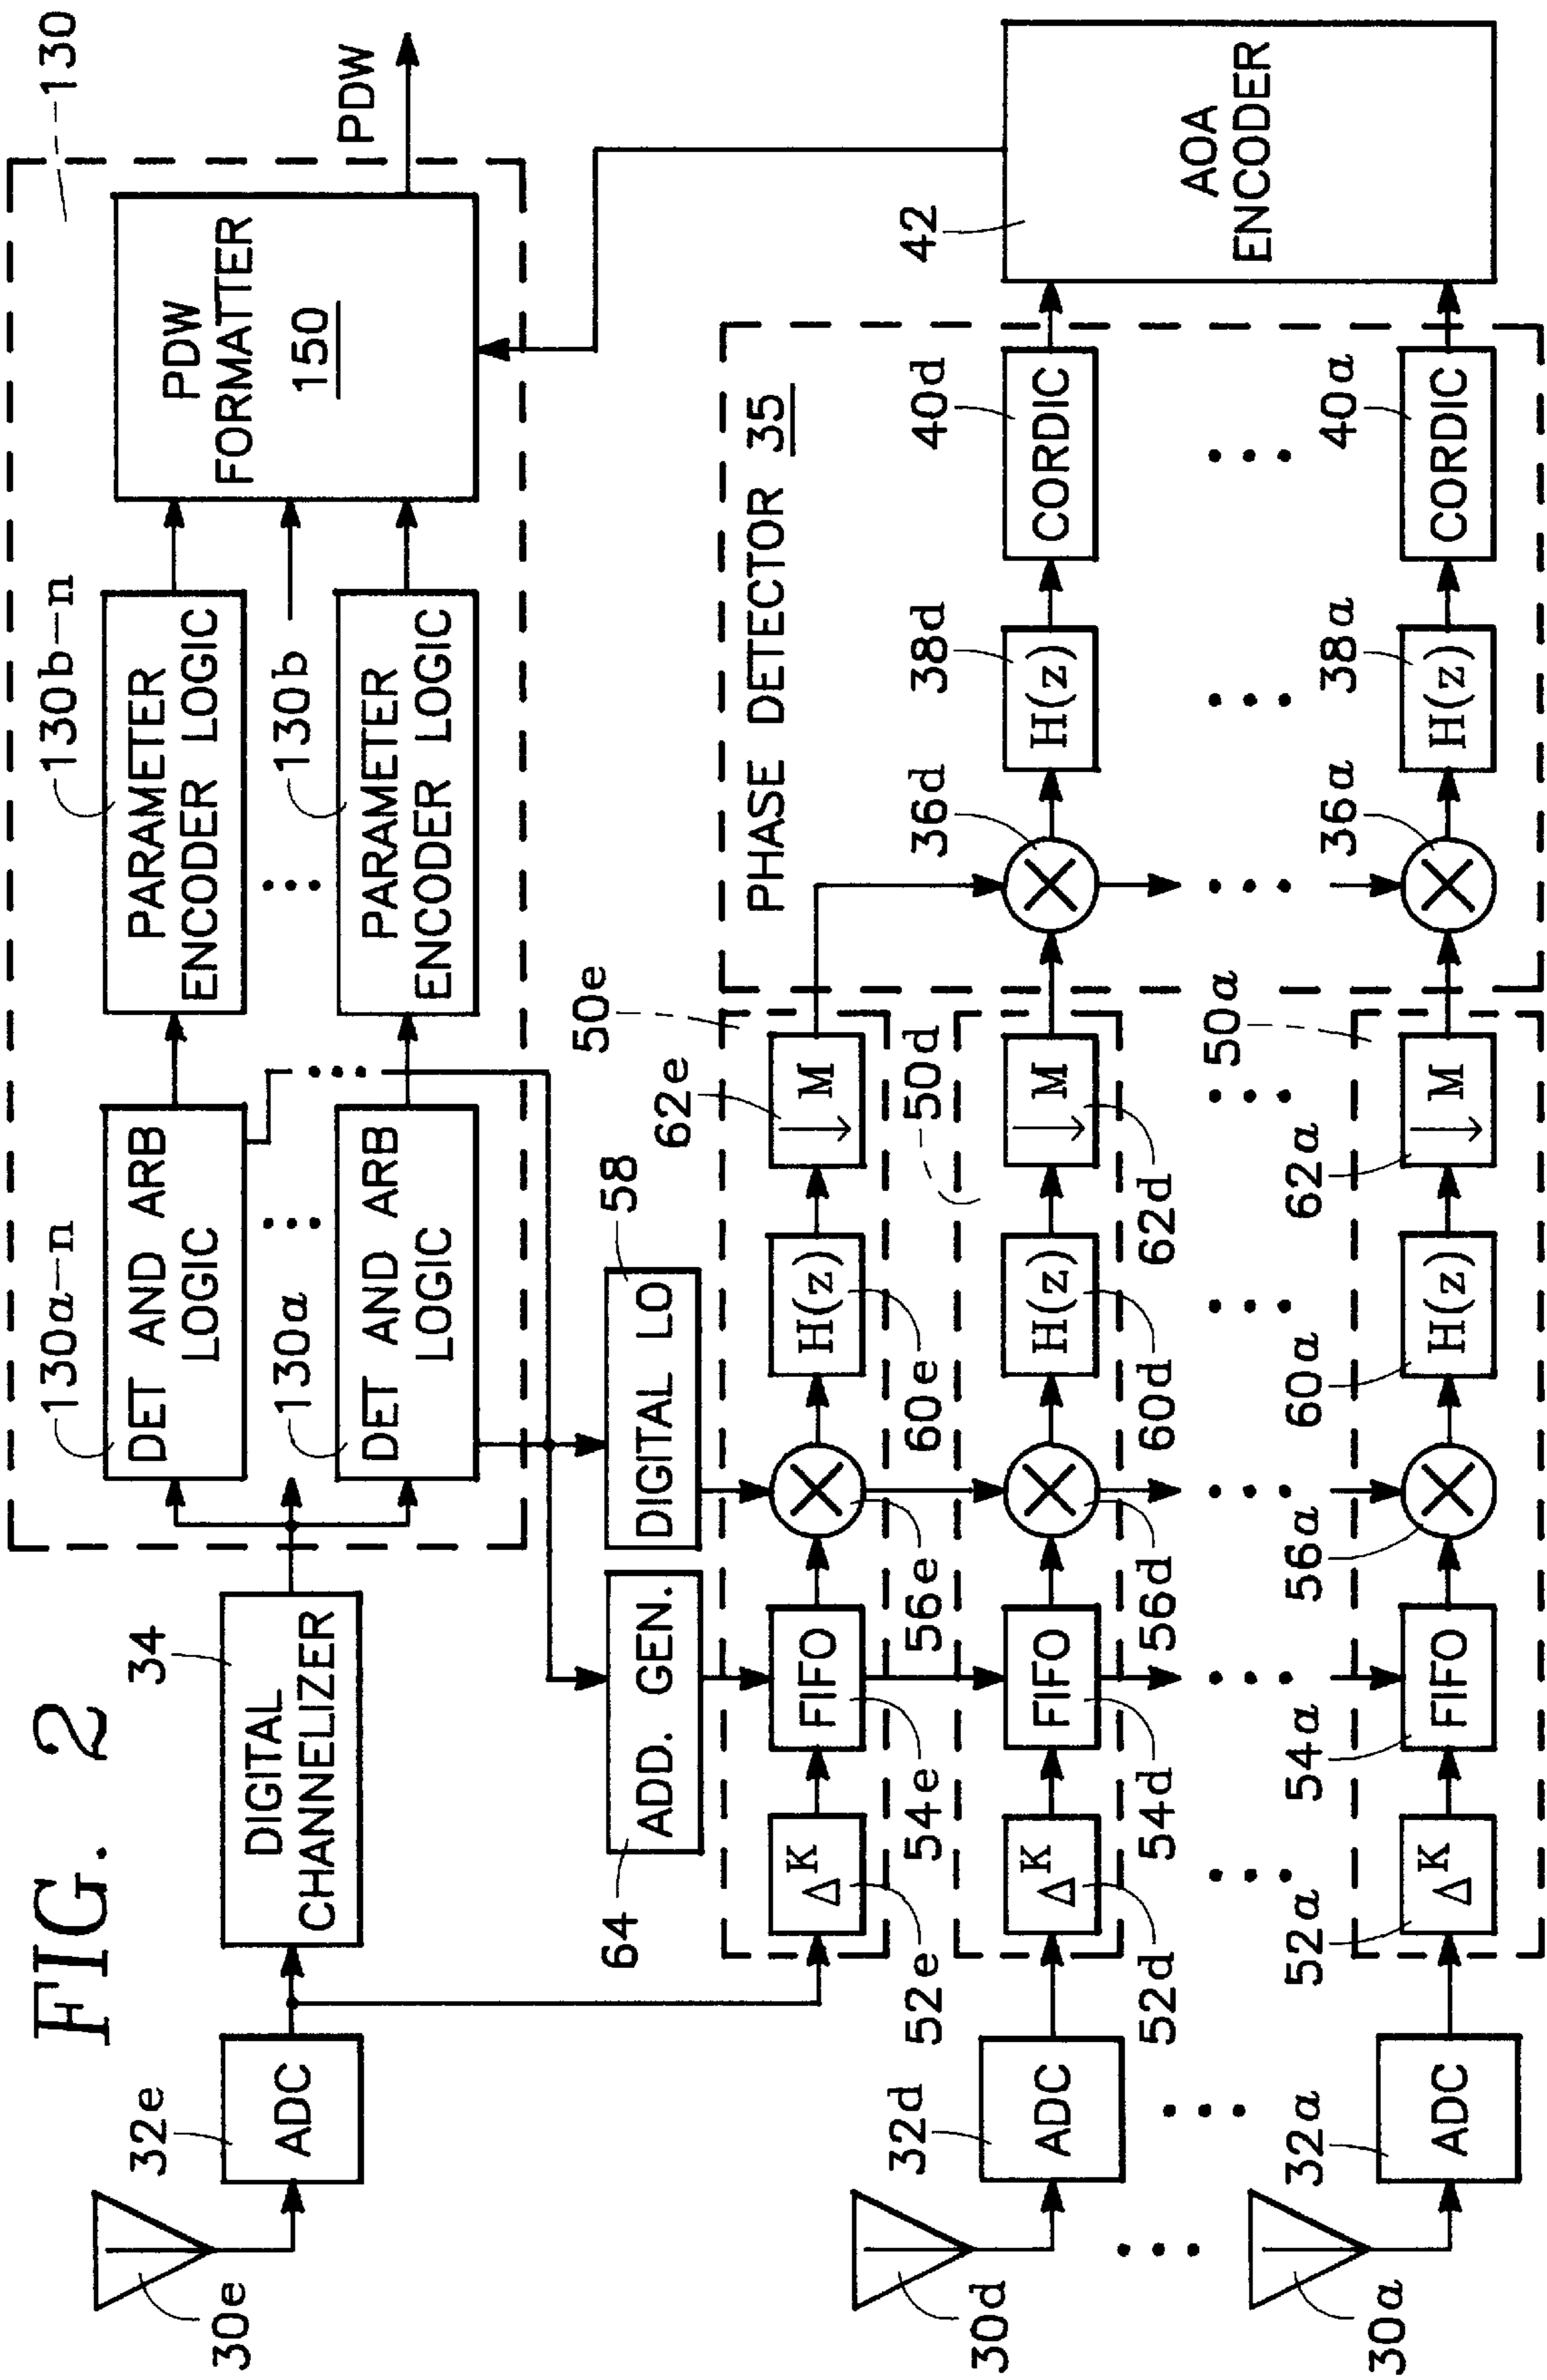 FIG. 2
130
34
130a-n
130b-n
DET AND ARB
LOGIC
PARAMETER
ENCODER LOGIC
PDW
FORMATTER
150
PDW
32e
ADC
30e
DIGITAL
CHANNELIZER
130a
130b
DET AND ARB
LOGIC
PARAMETER
ENCODER LOGIC
64
ADD. GEN.
58
DIGITAL LO
62e
50e
PHASE DETECTOR 35
Δᴷ
FIFO
H(z)
↓ M
52e
54e
56e
60e
50d
36d
38d
40d
42
30d
32d
ADC
Δᴷ
FIFO
H(z)
↓ M
H(z)
CORDIC
AOA
ENCODER
52d
54d
56d
60d
62d
50a
30a
32a
52a
54a
56a
60a
62a
36a
38a
40a
ADC
Δᴷ
FIFO
H(z)
↓ M
H(z)
CORDIC